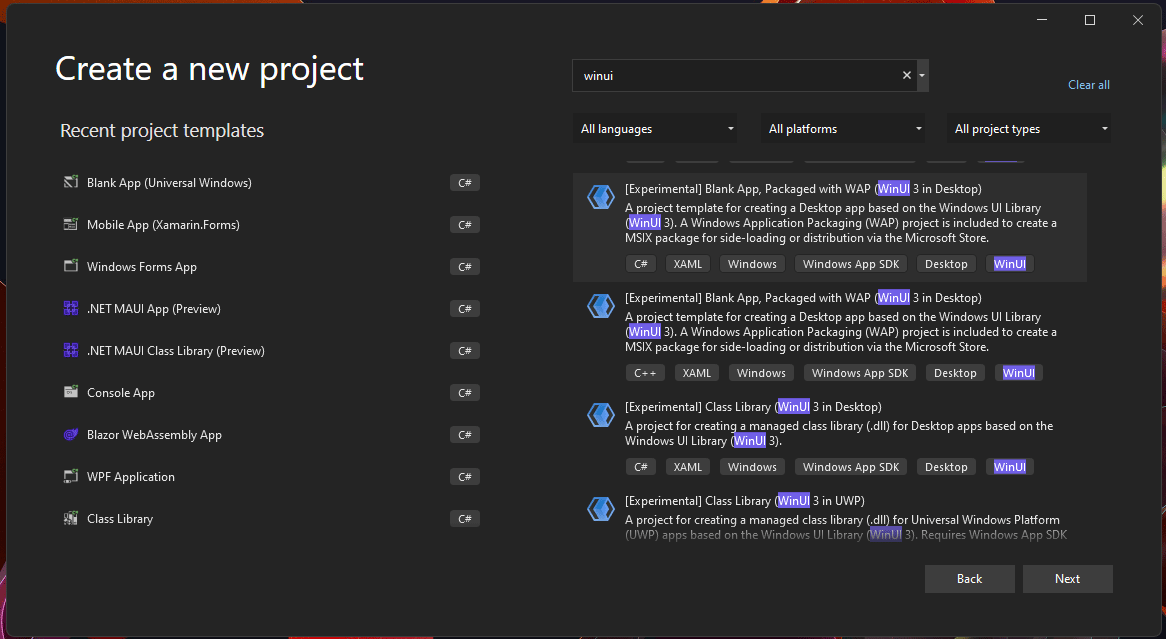 Create a new project
Recent project templates
Blank App (Universal Windows) C#
Mobile App (Xamarin.Forms) C#
Windows Forms App C#
.NET MAUI App (Preview) C#
.NET MAUI Class Library (Preview) C#
Console App C#
Blazor WebAssembly App C#
WPF Application C#
Class Library C#
winui
Clear all
All languages All platforms All project types
[Experimental] Blank App, Packaged with WAP (WinUI 3 in Desktop)
A project template for creating a Desktop app based on the Windows UI Library
(WinUI 3). A Windows Application Packaging (WAP) project is included to create a
MSIX package for side-loading or distribution via the Microsoft Store.
C# XAML Windows Windows App SDK Desktop WinUI
[Experimental] Blank App, Packaged with WAP (WinUI 3 in Desktop)
A project template for creating a Desktop app based on the Windows UI Library
(WinUI 3). A Windows Application Packaging (WAP) project is included to create a
MSIX package for side-loading or distribution via the Microsoft Store.
C++ XAML Windows Windows App SDK Desktop WinUI
[Experimental] Class Library (WinUI 3 in Desktop)
A project for creating a managed class library (.dll) for Desktop apps based on the
Windows UI Library (WinUI 3).
C# XAML Windows Windows App SDK Desktop WinUI
[Experimental] Class Library (WinUI 3 in UWP)
A project for creating a managed class library (.dll) for Universal Windows Platform
(UWP) apps based on the Windows UI Library (WinUI 3). Requires Windows App SDK
Back Next